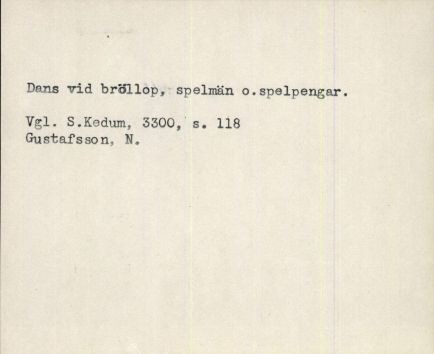 Dans vid bröllop, spelmän o.spelpengar.
Vgl. S.Kedum, 3300, s. 118
Gustafsson, N.